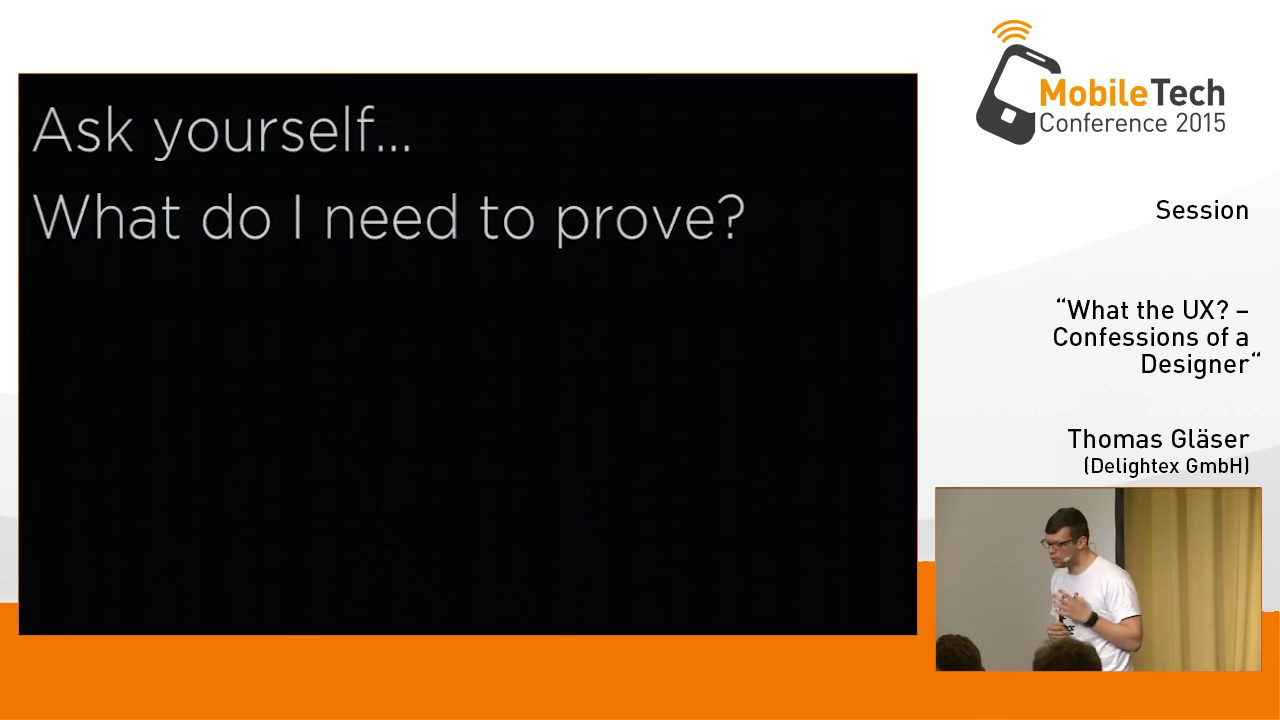 Ask yourself...
What do I need to prove?
MobileTech
Conference 2015
Session
“What the UX? –
Confessions of a
Designer“
Thomas Gläser
(Delightex GmbH)